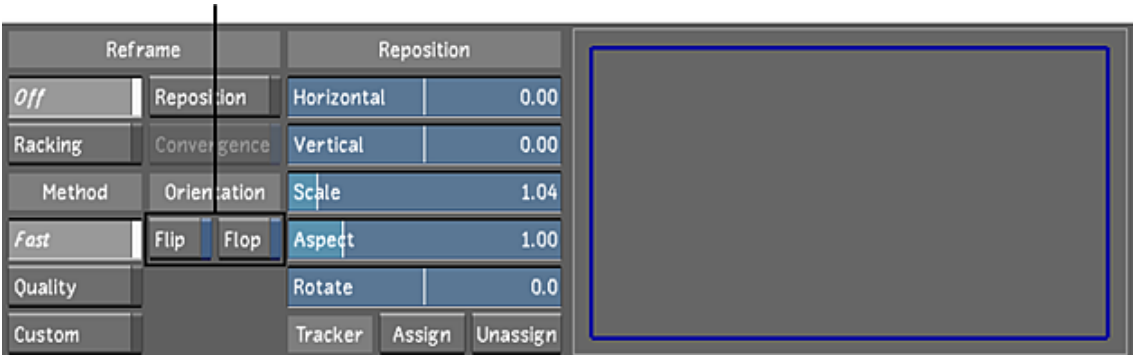 Reframe Reposition
Off Reposition Horizontal 0.00
Racking Convergence Vertical 0.00
Method Orientation Scale 1.04
Fast Flip Flop Aspect 1.00
Quality Rotate 0.0
Custom Tracker Assign Unassign